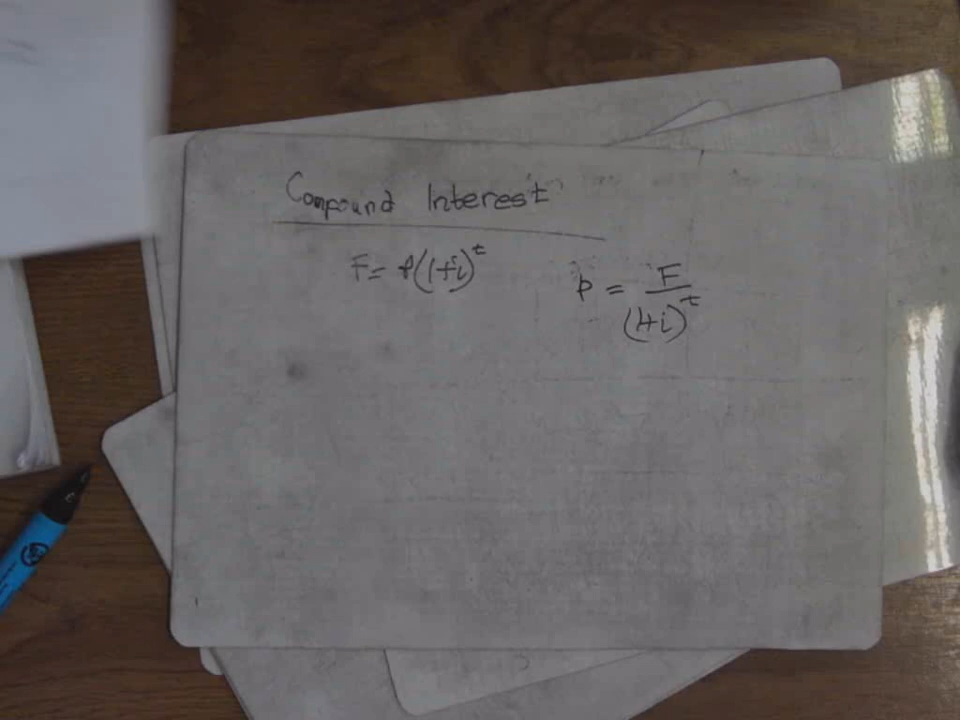 Compound Interest
F = P(1+i)^t
P = F/(1+i)^t